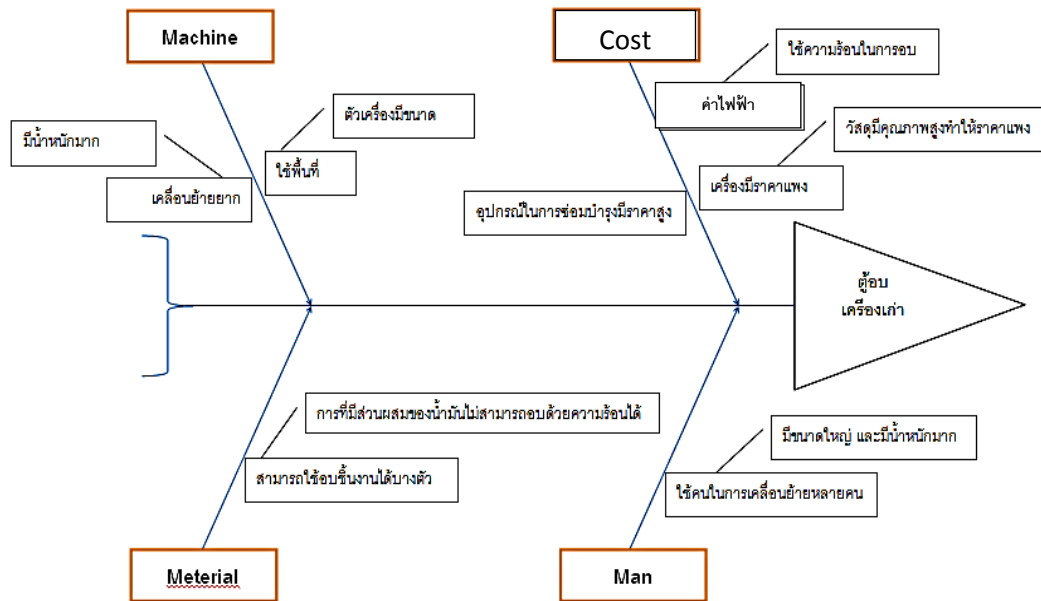 Machine
Cost
ใช้ความร้อนในการอบ
ค่าไฟฟ้า
ตัวเครื่องมีขนาด
มีน้ำหนักมาก
วัสดุมีคุณภาพสูงทำให้ราคาแพง
ใช้พื้นที่
เคลื่อนย้ายยาก
เครื่องมีราคาแพง
อุปกรณ์ในการซ่อมบำรุงมีราคาสูง
ตู้อบ
เครื่องเก่า
การที่มีส่วนผสมของน้ำมันไม่สามารถอบด้วยความร้อนได้
มีขนาดใหญ่ และมีน้ำหนักมาก
สามารถใช้อบชิ้นงานได้บางตัว
ใช้คนในการเคลื่อนย้ายหลายคน
Meterial
Man